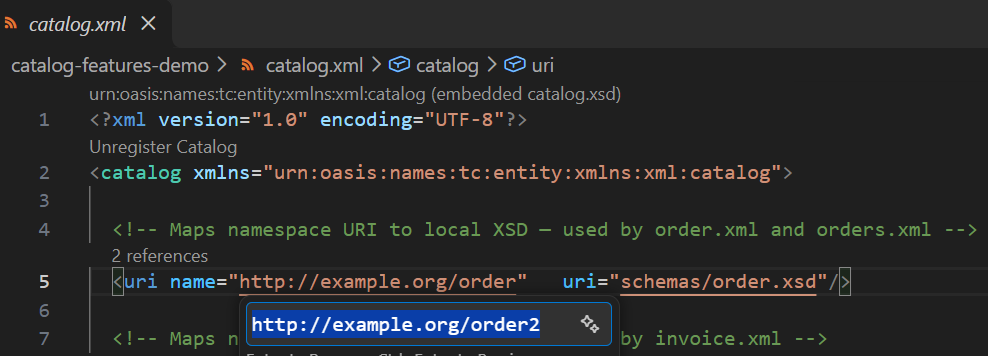 catalog.xml
catalog-features-demo > catalog.xml > catalog > uri
urn:oasis:names:tc:entity:xmlns:xml:catalog (embedded catalog.xsd)
1 <?xml version="1.0" encoding="UTF-8"?>
Unregister Catalog
2 <catalog xmlns="urn:oasis:names:tc:entity:xmlns:xml:catalog">
3
4 <!-- Maps namespace URI to local XSD — used by order.xml and orders.xml -->
2 references
5 <uri name="http://example.org/order" uri="schemas/order.xsd"/>
6 http://example.org/order2
7 <!-- Maps n by invoice.xml -->